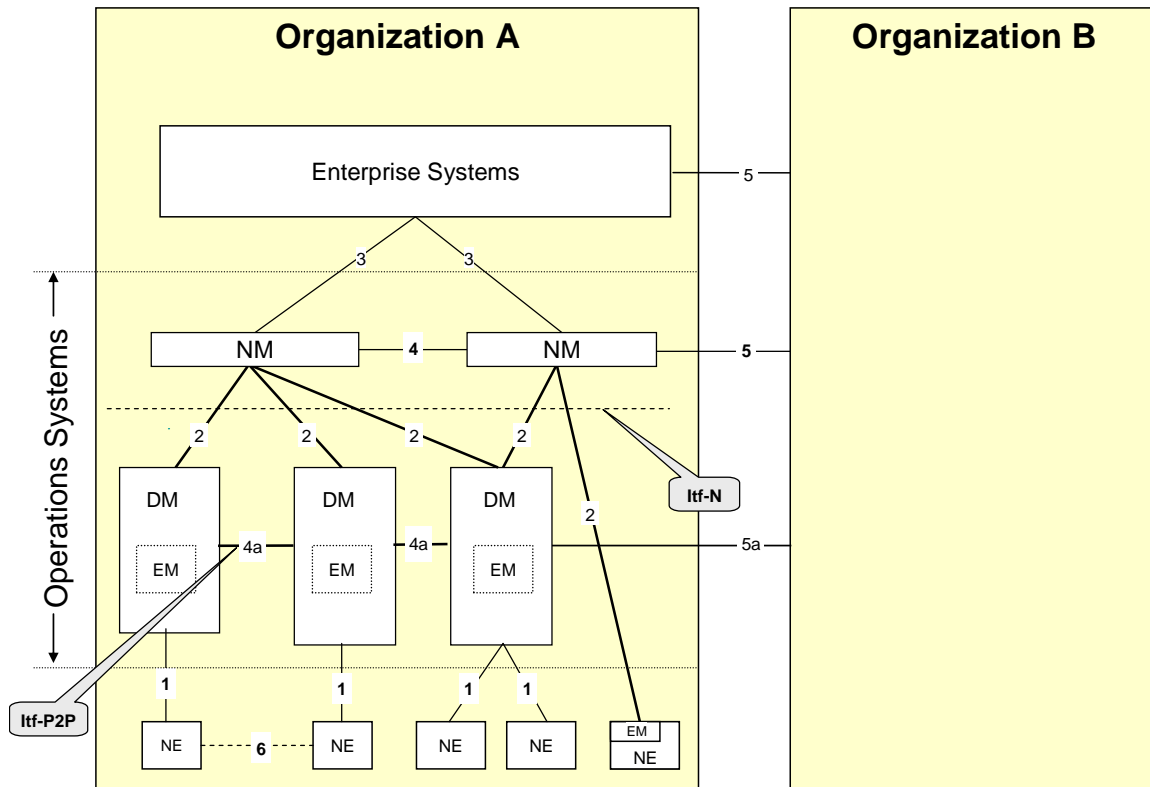 Organization A
Organization B
Enterprise Systems
5
3
3
Operations Systems
NM
4
NM
5
2
2
2
2
Itf-N
DM
DM
DM
2
4a
4a
5a
EM
EM
EM
1
1
1
1
Itf-P2P
NE
6
NE
NE
NE
EM
NE